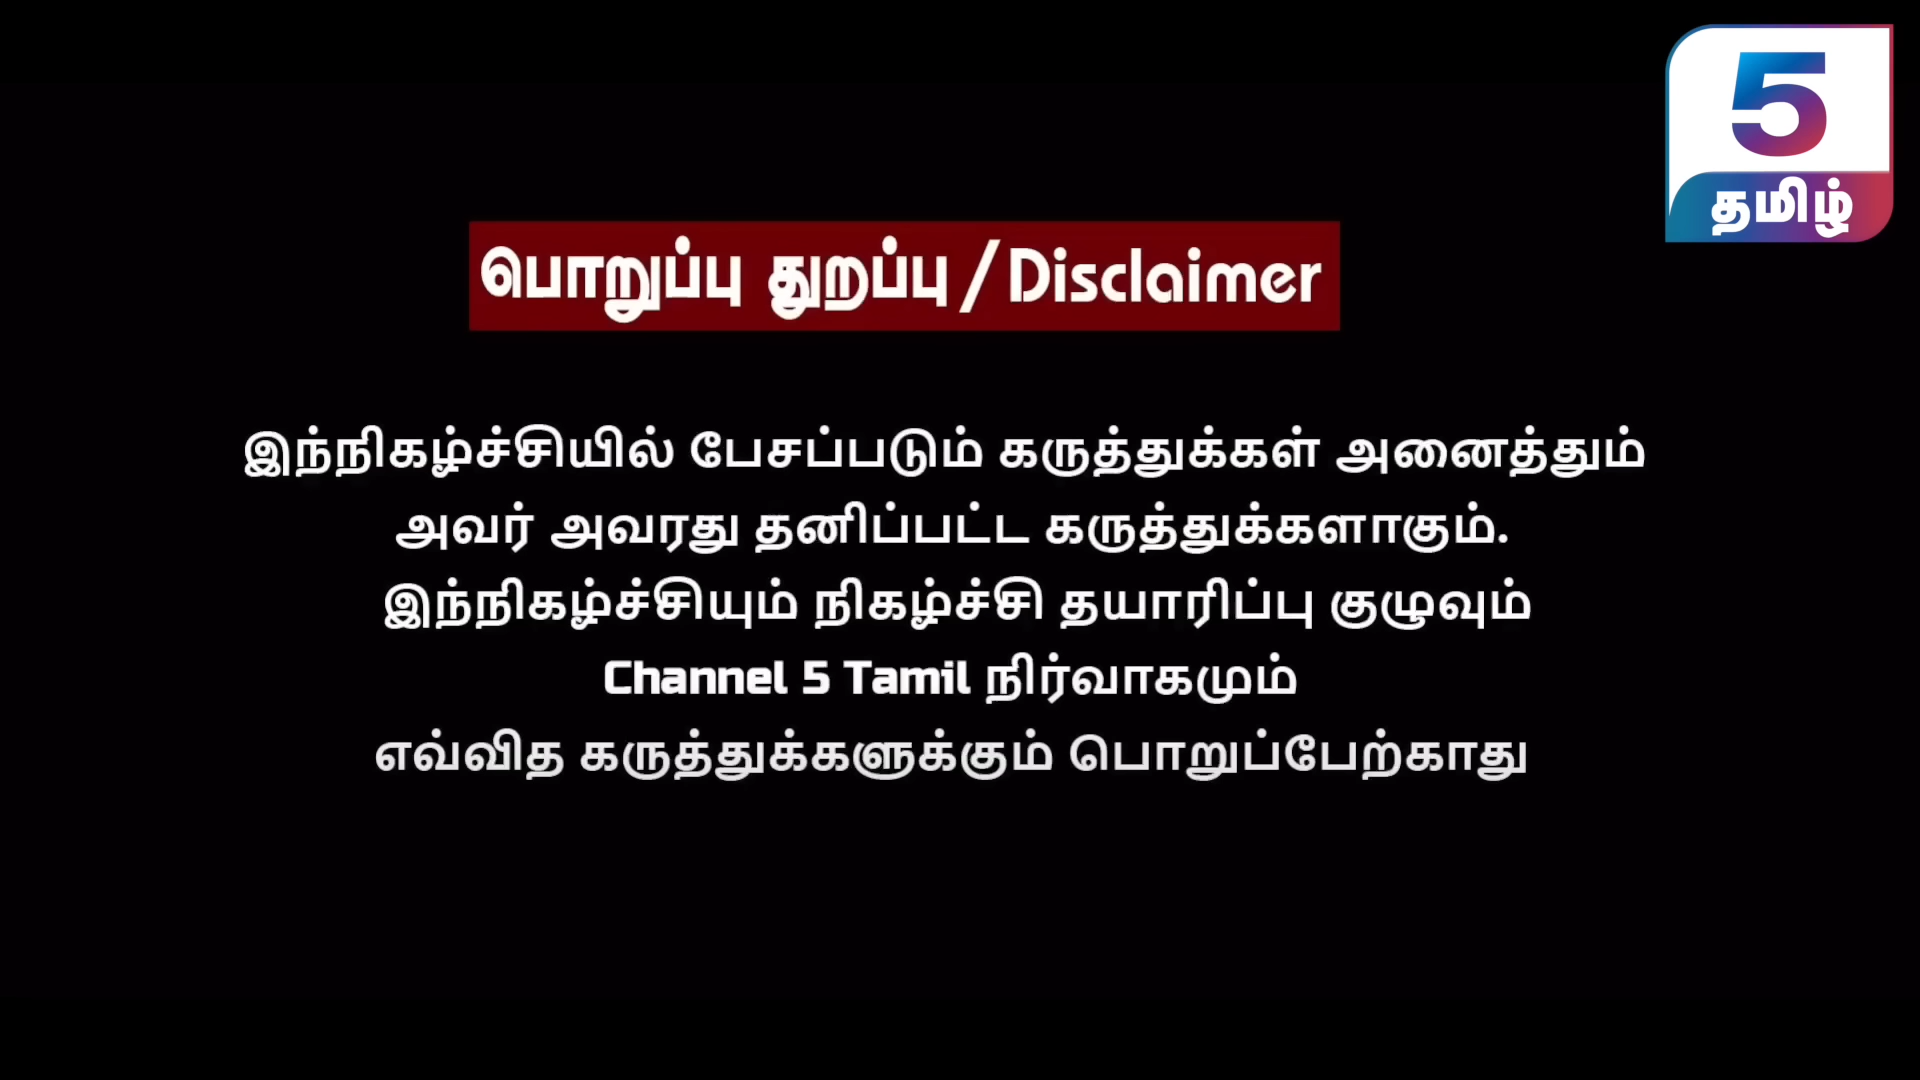 5
தமிழ்
பொறுப்பு துறப்பு / Disclaimer
இந்நிகழ்ச்சியில் பேசப்படும் கருத்துக்கள் அனைத்தும்
அவர் அவரது தனிப்பட்ட கருத்துக்களாகும்.
இந்நிகழ்ச்சியும் நிகழ்ச்சி தயாரிப்பு குழுவும்
Channel 5 Tamil நிர்வாகமும்
எவ்வித கருத்துக்களுக்கும் பொறுப்பேற்காது